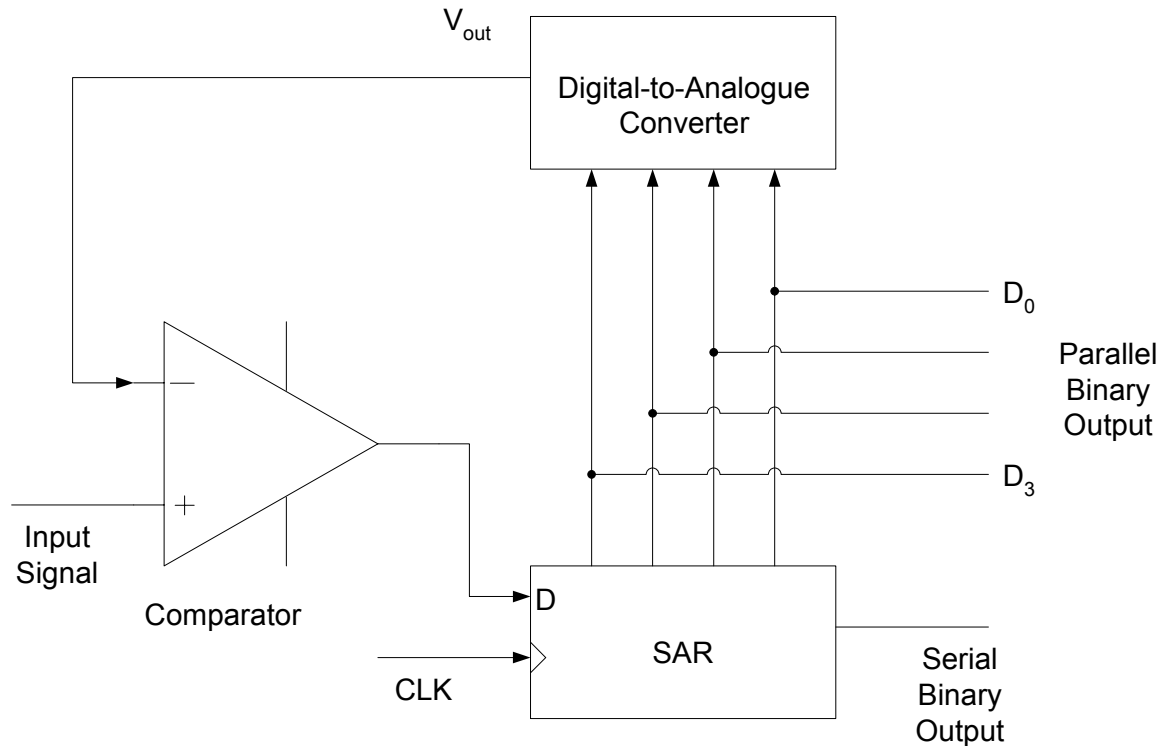 V_out
Digital-to-Analogue
Converter
D_0
Parallel
Binary
Output
D_3
−
+
Input
Signal
Comparator
D
SAR
CLK
Serial
Binary
Output